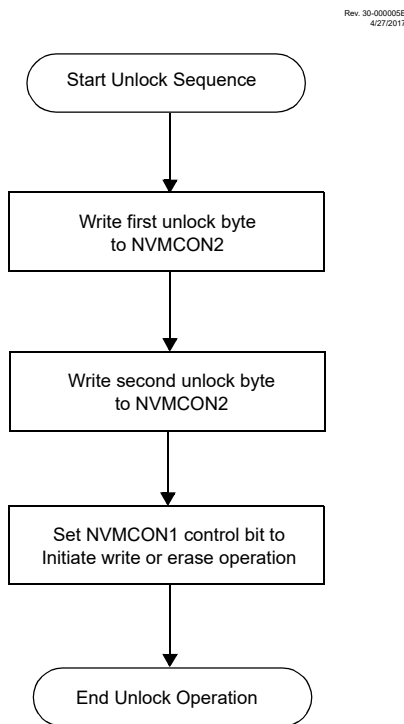 Rev. 30-000005B
4/27/2017
Start Unlock Sequence
Write first unlock byte
to NVMCON2
Write second unlock byte
to NVMCON2
Set NVMCON1 control bit to
Initiate write or erase operation
End Unlock Operation